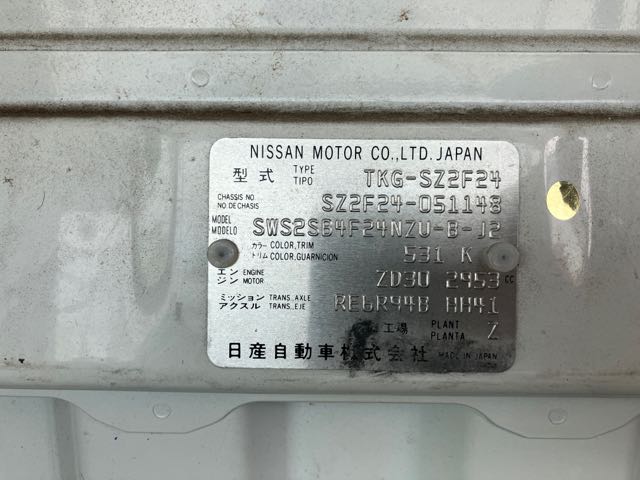 NISSAN MOTOR CO.,LTD. JAPAN
型式 TYPE TIPO TKG-SZ2F24
CHASSIS NO. NO. DE CHASIS SZ2F24-051148
MODEL MODELO SWS2SB4F24NZU-B-J2
カラー COLOR,TRIM トリム COLOR,GUARNICION 531 K
エンジン ENGINE MOTOR ZD30 2953 CC
ミッション TRANS.,AXLE アクスル TRANS.,EJE RE6R94B HH41
工場 PLANT PLANTA Z
日産自動車株式会社 MADE IN JAPAN